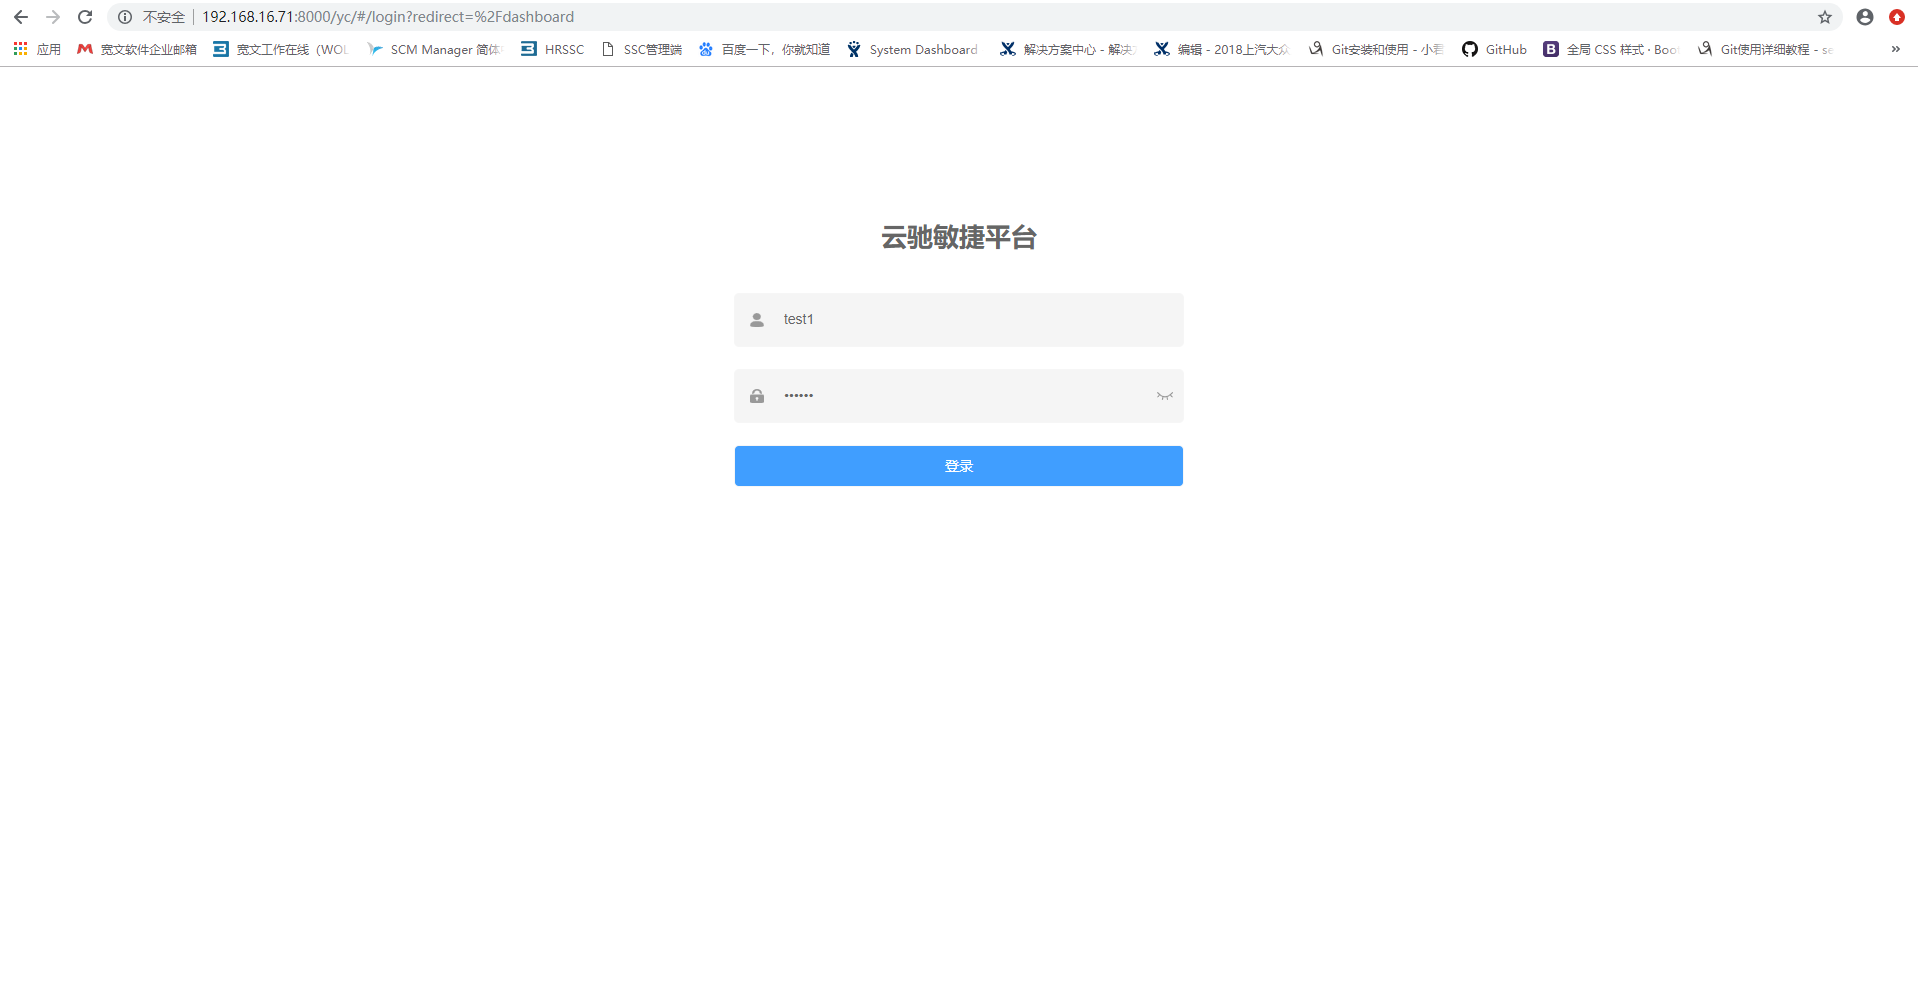 不安全 192.168.16.71:8000/yc/#/login?redirect=%2Fdashboard
应用 宽文软件企业邮箱 宽文工作在线（WOL SCM Manager 简体 HRSSC SSC管理端 百度一下，你就知道 System Dashboard 解决方案中心 - 解决 编辑 - 2018上汽大众 Git安装和使用 - 小君 GitHub 全局 CSS 样式 · Boo Git使用详细教程 - se »
云驰敏捷平台
test1
••••••
登录